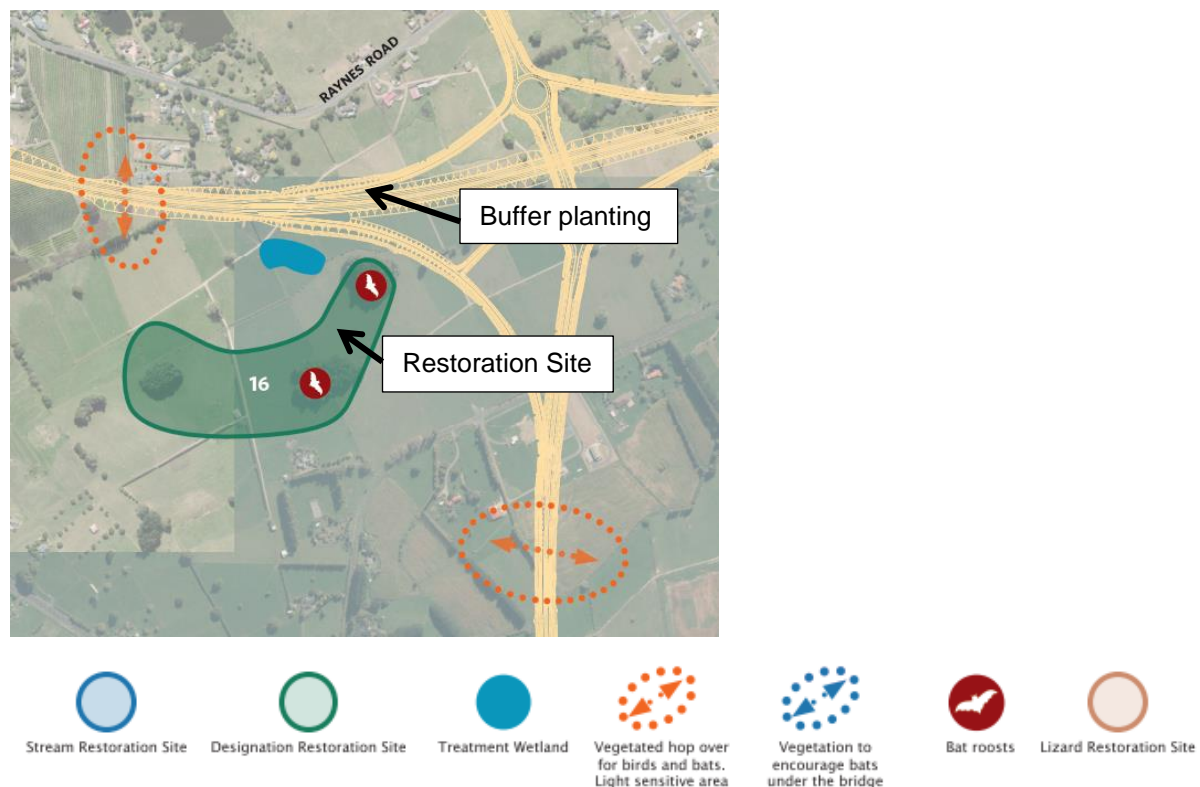 RAYNES ROAD
Buffer planting
Restoration Site
16
Stream Restoration Site
Designation Restoration Site
Treatment Wetland
Vegetated hop over
for birds and bats.
Light sensitive area
Vegetation to
encourage bats
under the bridge
Bat roosts
Lizard Restoration Site